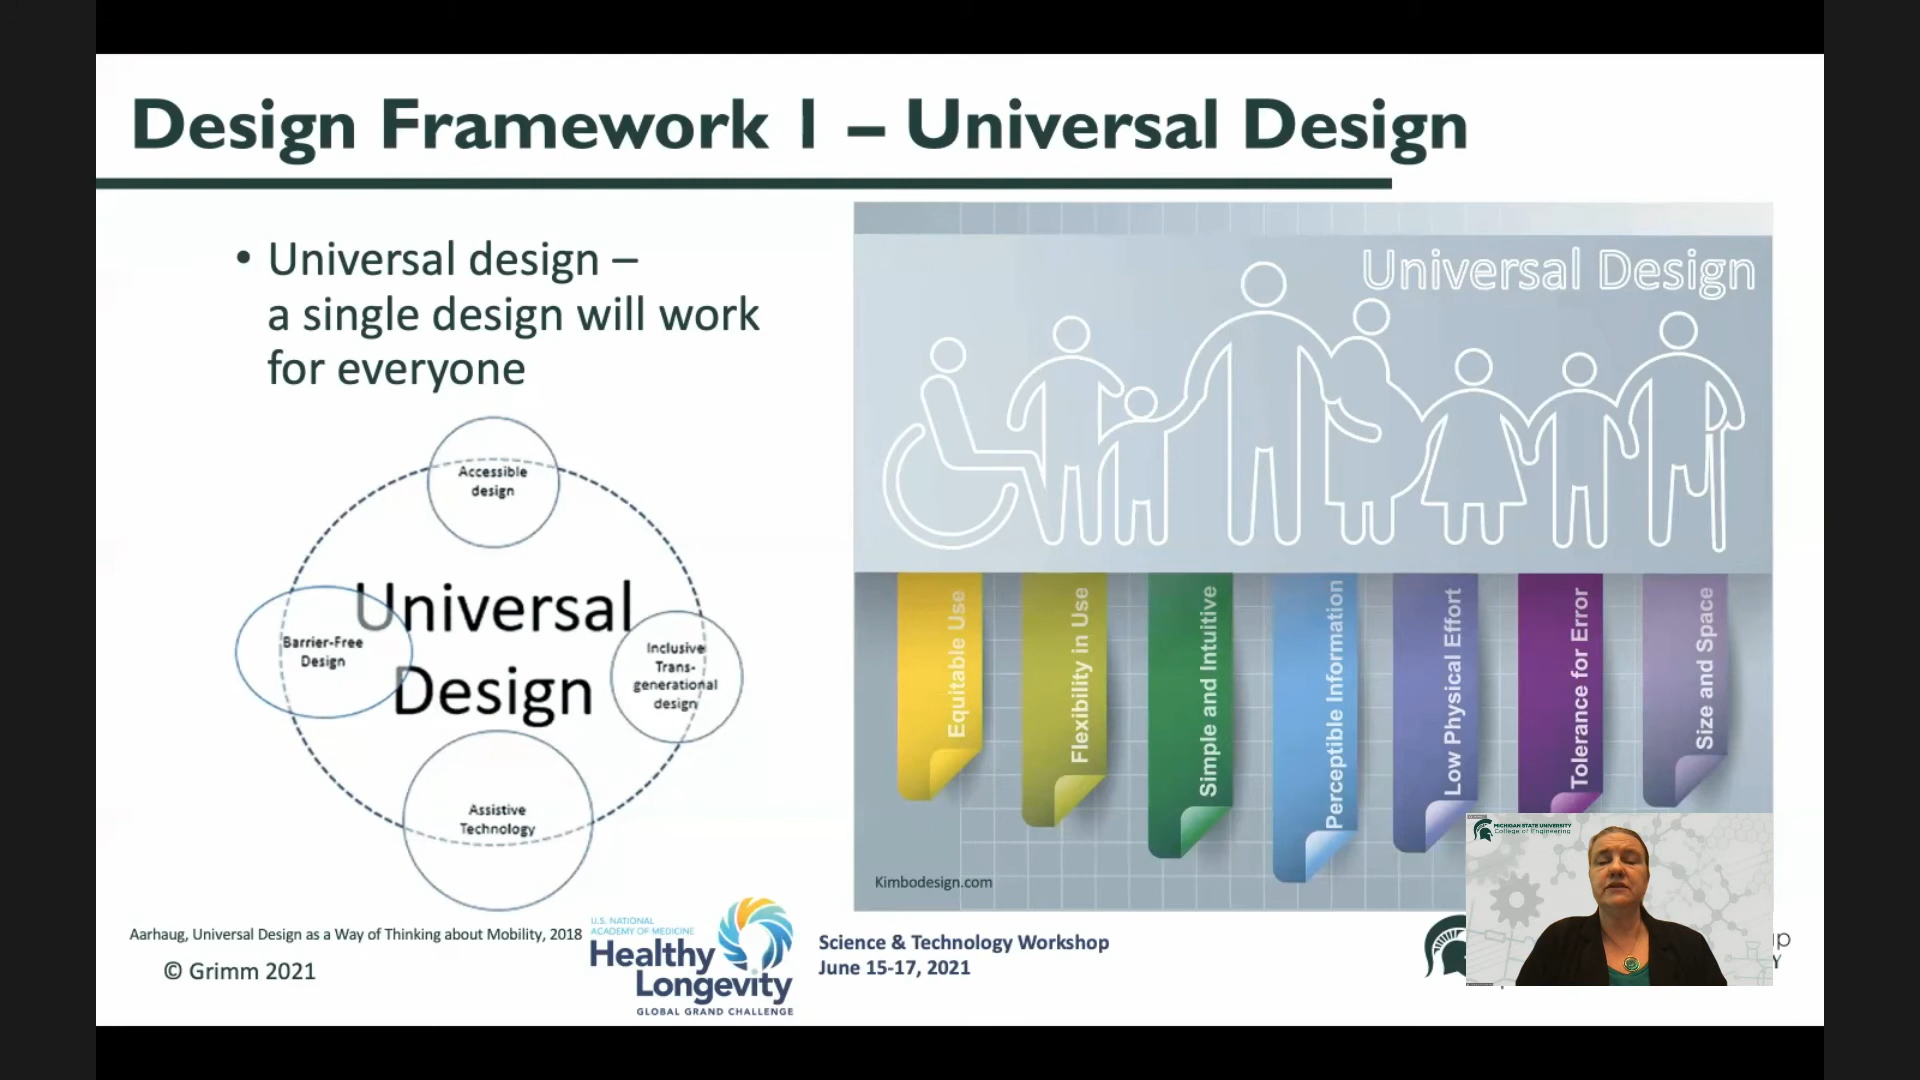 Design Framework 1 – Universal Design
• Universal design –
a single design will work
for everyone
Accessible
design
Universal
Design
Barrier-Free
Design
Inclusive
Trans-
generational
design
Assistive
Technology
Universal Design
Equitable Use
Flexibility in Use
Simple and Intuitive
Perceptible Information
Low Physical Effort
Tolerance for Error
Size and Space
Kimbodesign.com
MICHIGAN STATE UNIVERSITY
College of Engineering
Aarhaug, Universal Design as a Way of Thinking about Mobility, 2018
© Grimm 2021
U.S. NATIONAL
ACADEMY OF MEDICINE
Healthy
Longevity
GLOBAL GRAND CHALLENGE
Science & Technology Workshop
June 15-17, 2021